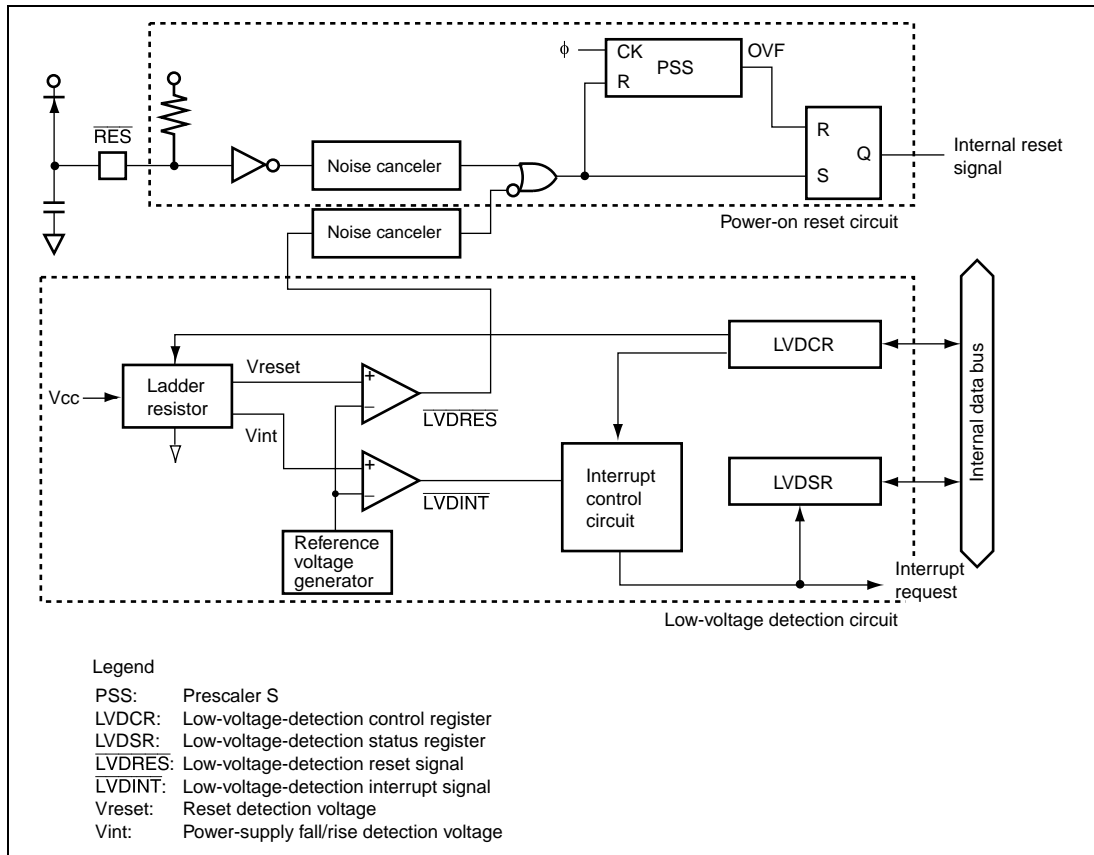 φ
CK
PSS
OVF
R
RES
Noise canceler
R
Q
S
Internal reset
signal
Power-on reset circuit
Noise canceler
LVDCR
Vreset
Vcc
Ladder
resistor
+
−
LVDRES
Vint
+
−
LVDINT
Interrupt
control
circuit
LVDSR
Internal data bus
Reference
voltage
generator
Interrupt
request
Low-voltage detection circuit
Legend
PSS: Prescaler S
LVDCR: Low-voltage-detection control register
LVDSR: Low-voltage-detection status register
LVDRES: Low-voltage-detection reset signal
LVDINT: Low-voltage-detection interrupt signal
Vreset: Reset detection voltage
Vint: Power-supply fall/rise detection voltage